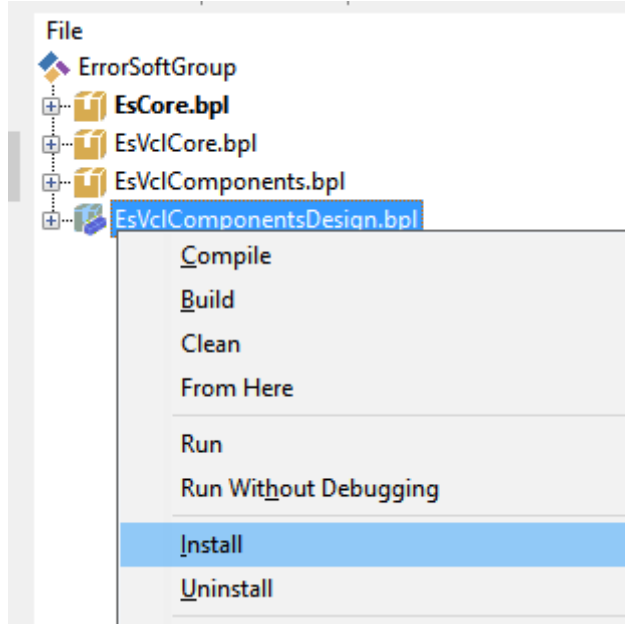 File
ErrorSoftGroup
EsCore.bpl
EsVclCore.bpl
EsVclComponents.bpl
EsVclComponentsDesign.bpl
Compile
Build
Clean
From Here
Run
Run Without Debugging
Install
Uninstall